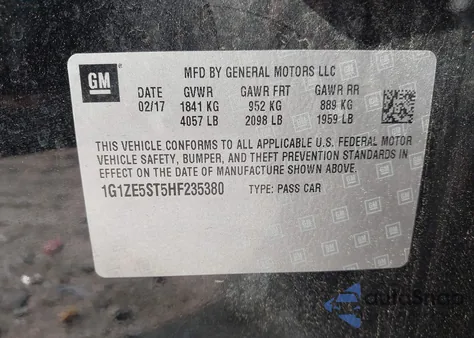 GM
MFD BY GENERAL MOTORS LLC
DATE GVWR GAWR FRT GAWR RR
02/17 1841 KG 952 KG 889 KG
4057 LB 2098 LB 1959 LB
THIS VEHICLE CONFORMS TO ALL APPLICABLE U.S. FEDERAL MOTOR
VEHICLE SAFETY, BUMPER, AND THEFT PREVENTION STANDARDS
IN EFFECT ON THE DATE OF MANUFACTURE SHOWN ABOVE.
1G1ZE5ST5HF235380 TYPE: PASS CAR